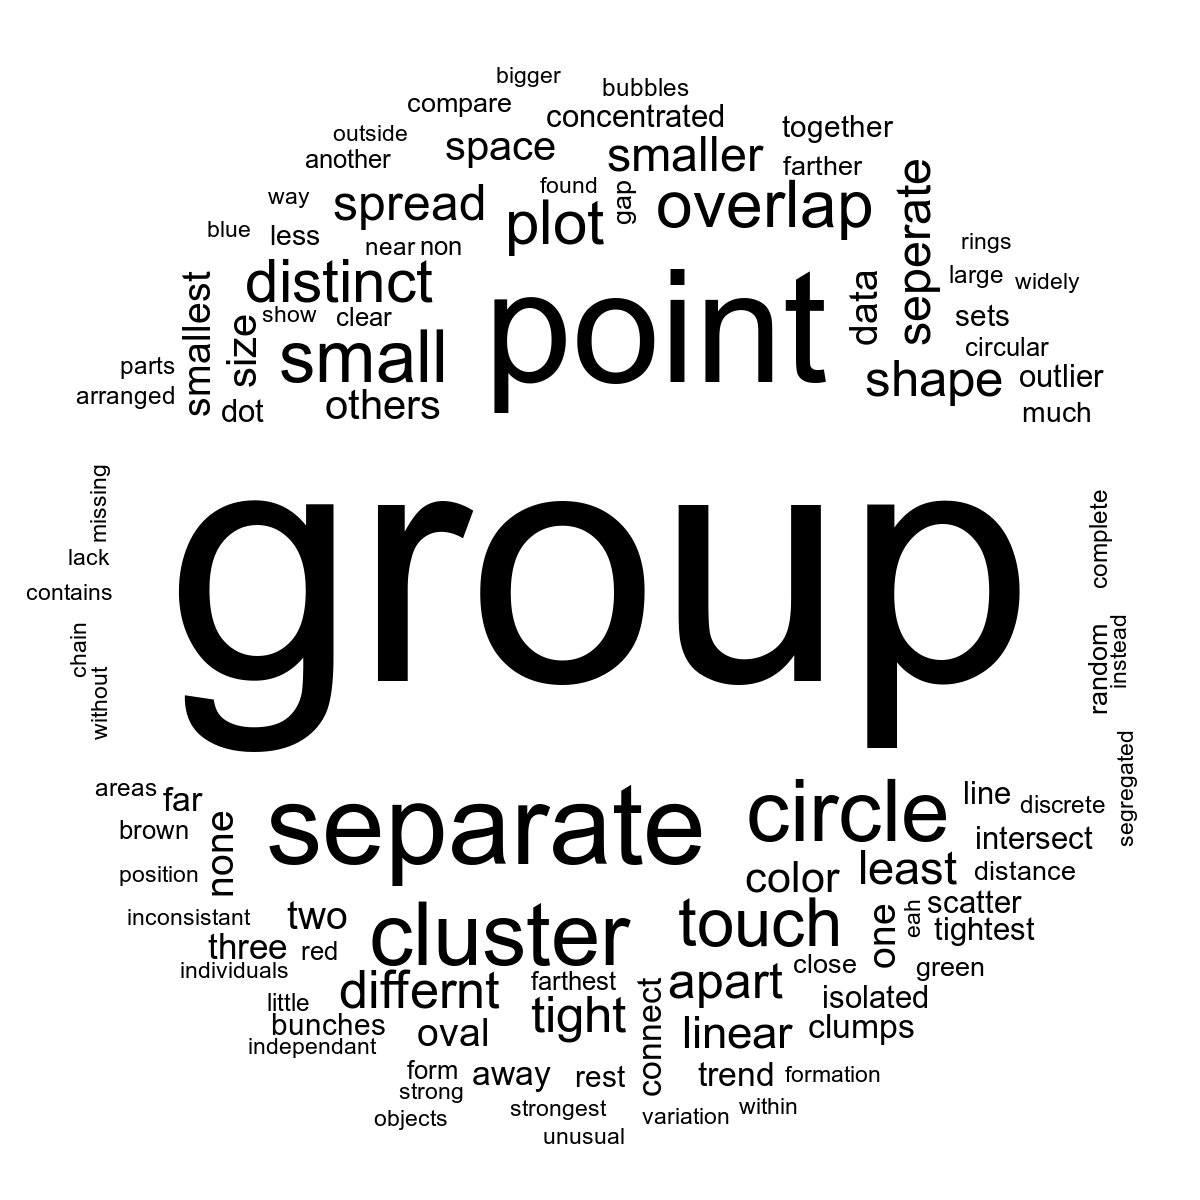 bigger
bubbles
compare
concentrated
together
outside
space
smaller
another
farther
found
gap
overlap
seperate
way
spread
plot
blue
less
near
non
rings
distinct
point
data
large
widely
smallest
size
show
clear
sets
small
circular
parts
shape
outlier
arranged
dot
others
much
missing
group
complete
lack
contains
chain
random
instead
without
segregated
areas
far
separate
circle
line
discrete
brown
none
intersect
position
color
least
distance
inconsistant
two
cluster
touch
one
eah
scatter
tightest
three
red
individuals
differnt
farthest
apart
close
green
little
tight
connect
isolated
bunches
oval
linear
clumps
independant
form
away
rest
trend
formation
strong
objects
strongest
variation
within
unusual